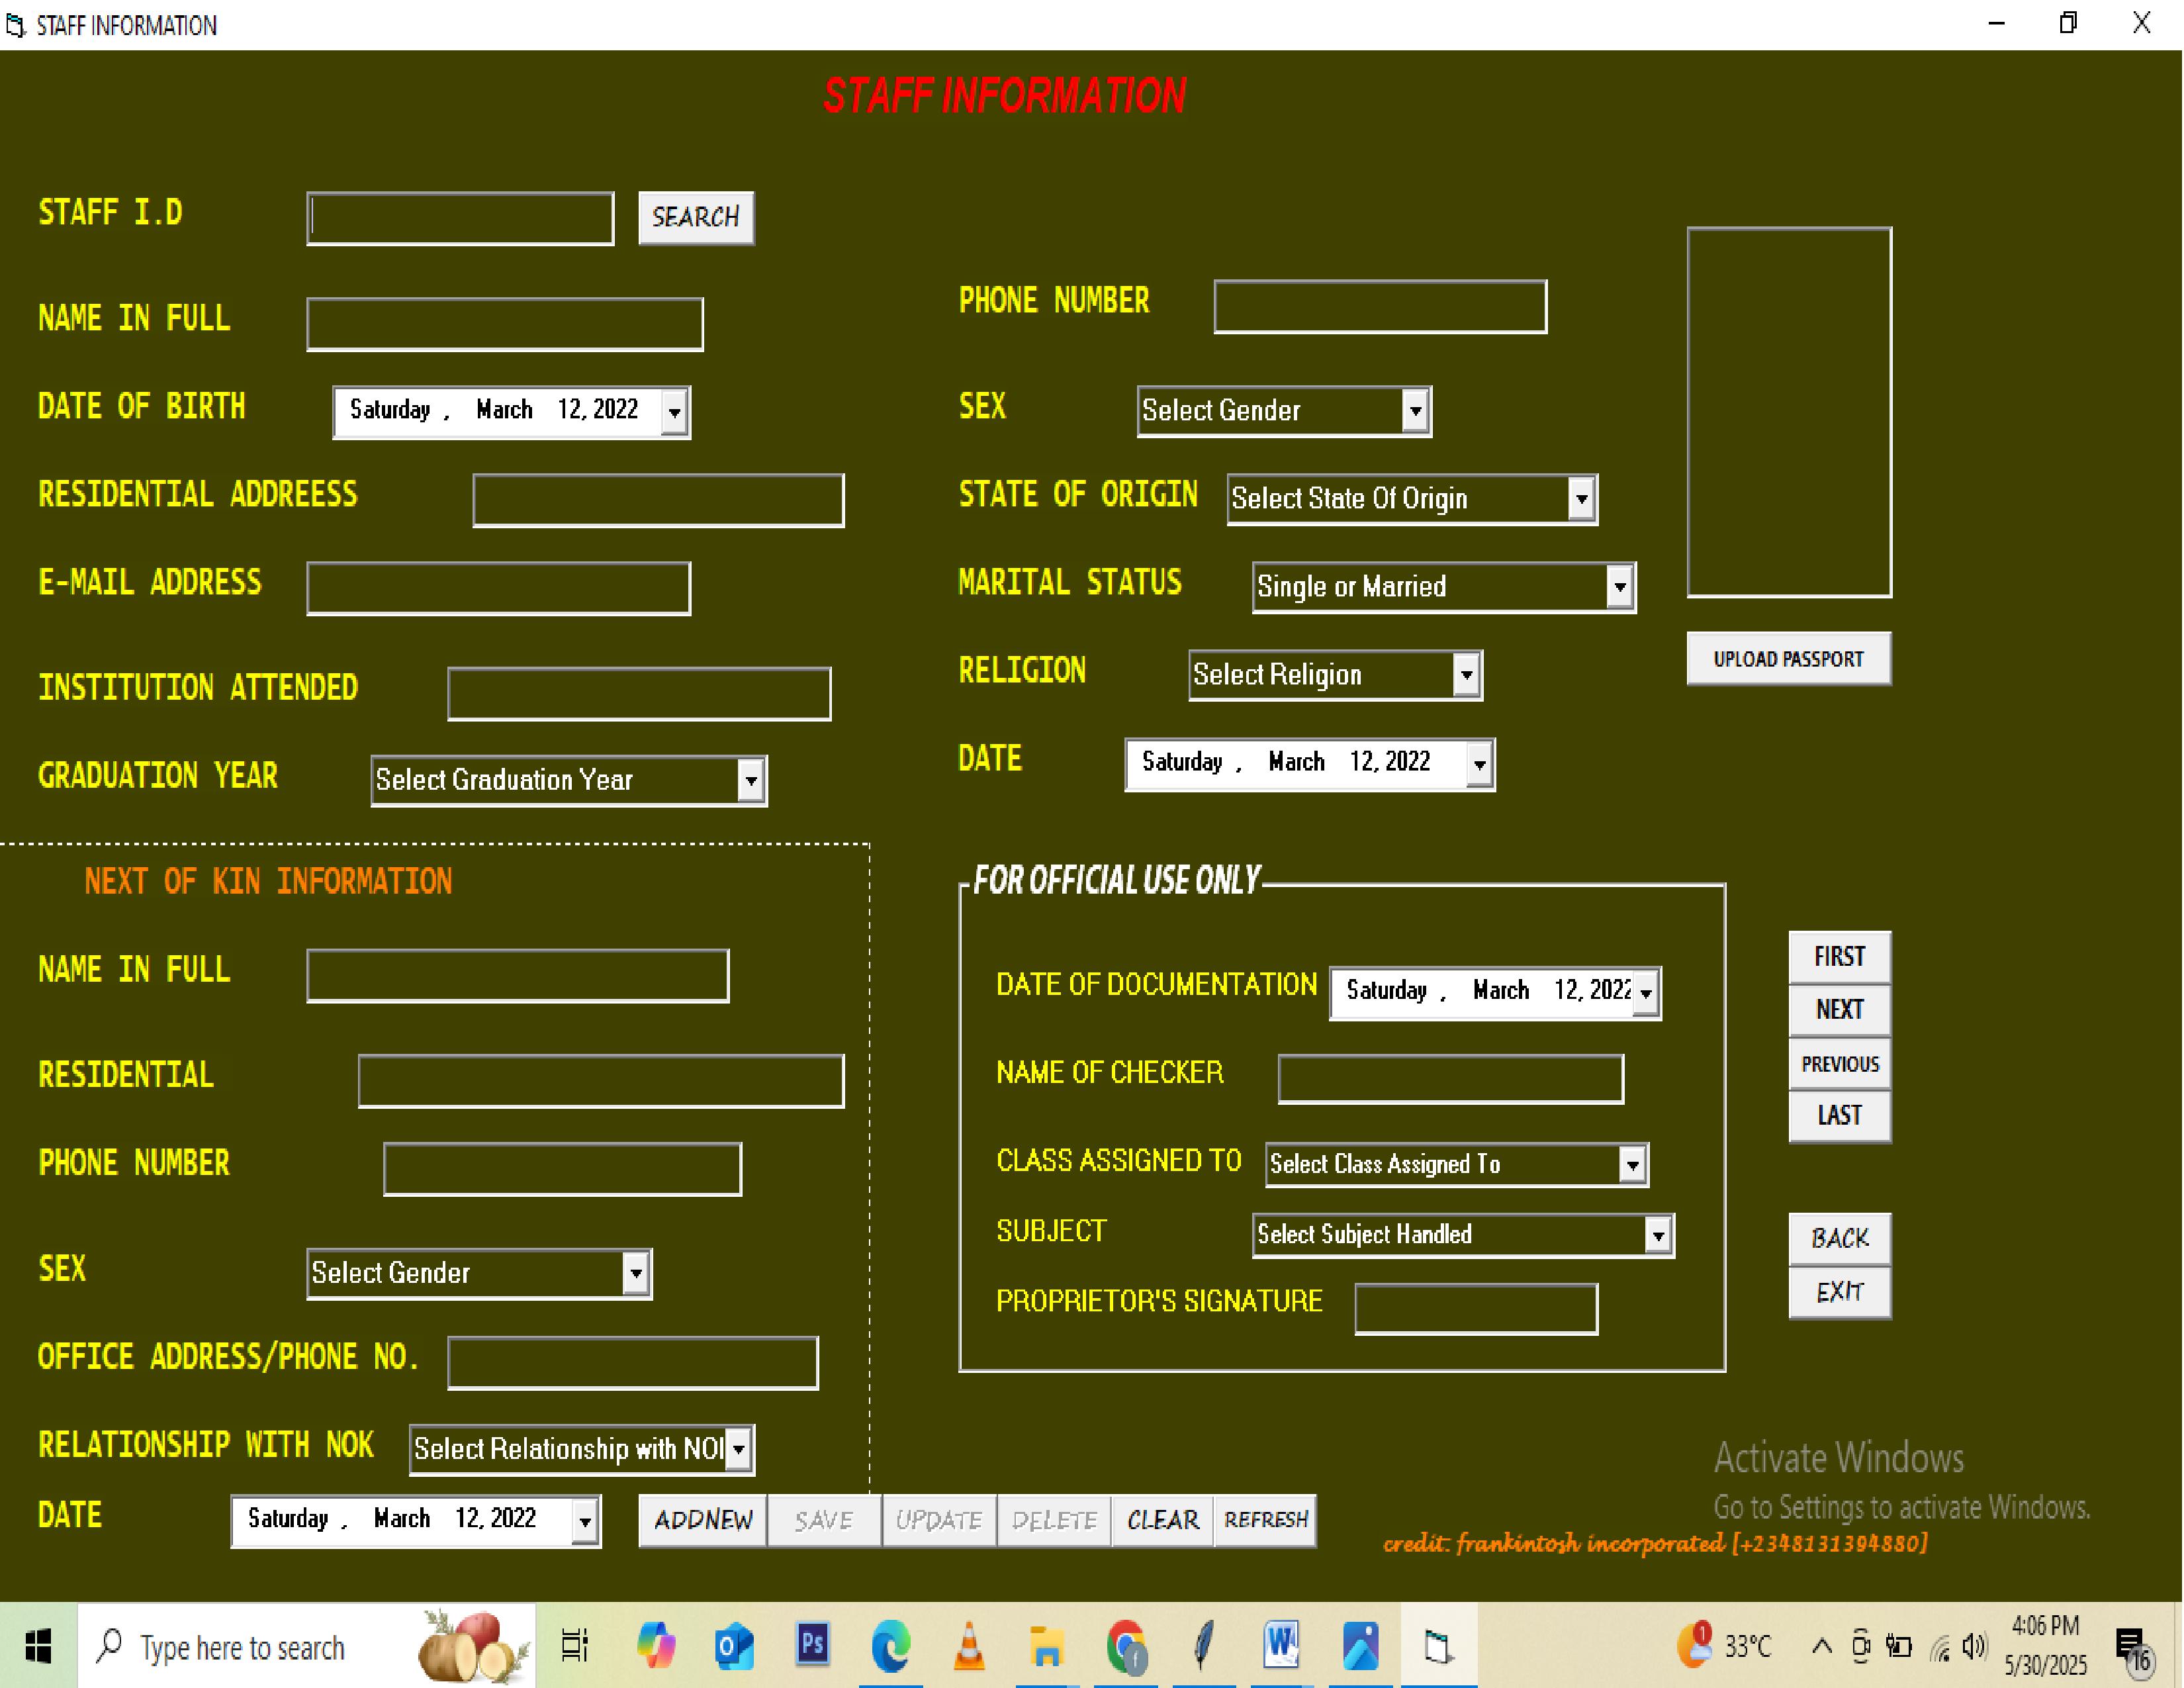 STAFF INFORMATION
STAFF INFORMATION
STAFF I.D
SEARCH
NAME IN FULL
DATE OF BIRTH Saturday , March 12, 2022
RESIDENTIAL ADDREESS
E-MAIL ADDRESS
INSTITUTION ATTENDED
GRADUATION YEAR Select Graduation Year
PHONE NUMBER
SEX Select Gender
STATE OF ORIGIN Select State Of Origin
MARITAL STATUS Single or Married
RELIGION Select Religion
DATE Saturday , March 12, 2022
UPLOAD PASSPORT
NEXT OF KIN INFORMATION
NAME IN FULL
RESIDENTIAL
PHONE NUMBER
SEX Select Gender
OFFICE ADDRESS/PHONE NO.
RELATIONSHIP WITH NOK Select Relationship with NOI
DATE Saturday , March 12, 2022
FOR OFFICIAL USE ONLY
DATE OF DOCUMENTATION Saturday , March 12, 2022
NAME OF CHECKER
CLASS ASSIGNED TO Select Class Assigned To
SUBJECT Select Subject Handled
PROPRIETOR'S SIGNATURE
FIRST
NEXT
PREVIOUS
LAST
BACK
EXIT
ADDNEW SAVE UPDATE DELETE CLEAR REFRESH
Activate Windows
Go to Settings to activate Windows.
credit: frankintosh incorporated [+2348131394880]
Type here to search
Ps
1
33°C
4:06 PM
5/30/2025
16